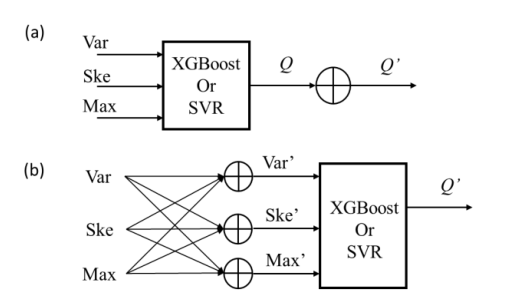 (a)
Var
Ske
Max
XGBoost
Or
SVR
Q
Q’
(b)
Var
Ske
Max
Var’
Ske’
Max’
XGBoost
Or
SVR
Q’